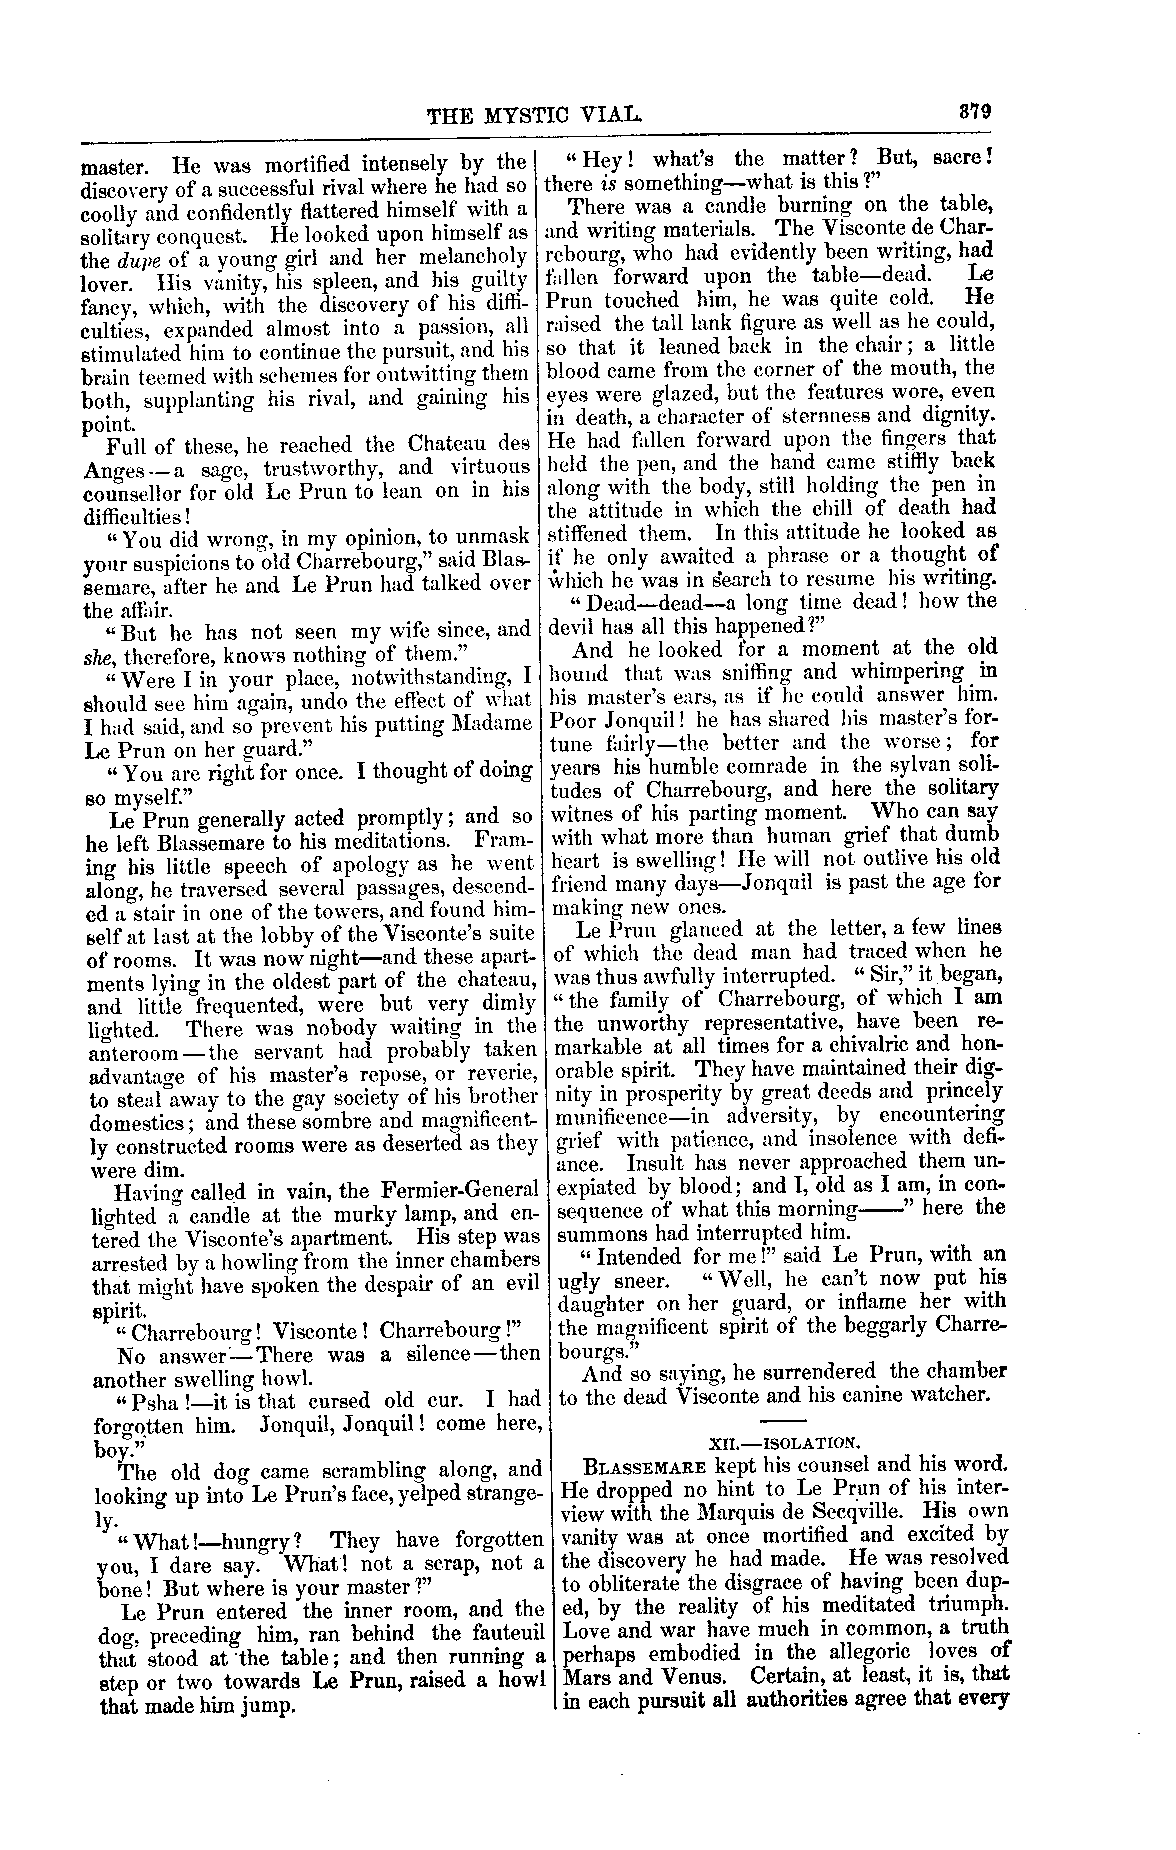 THE MYSTIC VIAL.
379
master. He was mortified intensely by the
discovery of a successful rival where he had so
coolly and confidently flattered himself with a
solitary conquest. He looked upon himself as
the dupe of a young girl and her melancholy
lover. His vanity, his spleen, and his guilty
fancy, which, with the discovery of his diffi-
culties, expanded almost into a passion, all
stimulated him to continue the pursuit, and his
brain teemed with schemes for outwitting them
both, supplanting his rival, and gaining his
point.
Full of these, he reached the Chateau des
Anges—a sage, trustworthy, and virtuous
counsellor for old Le Prun to lean on in his
difficulties!
"You did wrong, in my opinion, to unmask
your suspicions to old Charrebourg," said Blas-
semare, after he and Le Prun had talked over
the affair.
"But he has not seen my wife since, and
she, therefore, knows nothing of them."
"Were I in your place, notwithstanding, I
should see him again, undo the effect of what
I had said, and so prevent his putting Madame
Le Prun on her guard."
"You are right for once. I thought of doing
so myself."
Le Prun generally acted promptly; and so
he left Blassemare to his meditations. Fram-
ing his little speech of apology as he went
along, he traversed several passages, descend-
ed a stair in one of the towers, and found him-
self at last at the lobby of the Visconte's suite
of rooms. It was now night—and these apart-
ments lying in the oldest part of the chateau,
and little frequented, were but very dimly
lighted. There was nobody waiting in the
anteroom—the servant had probably taken
advantage of his master's repose, or reverie,
to steal away to the gay society of his brother
domestics; and these sombre and magnificent-
ly constructed rooms were as deserted as they
were dim.
Having called in vain, the Fermier-General
lighted a candle at the murky lamp, and en-
tered the Visconte's apartment. His step was
arrested by a howling from the inner chambers
that might have spoken the despair of an evil
spirit.
"Charrebourg! Visconte! Charrebourg!"
No answer—There was a silence—then
another swelling howl.
"Psha!—it is that cursed old cur. I had
forgotten him. Jonquil, Jonquil! come here,
boy."
The old dog came scrambling along, and
looking up into Le Prun's face, yelped strange-
ly.
"What!—hungry? They have forgotten
you, I dare say. What! not a scrap, not a
bone! But where is your master?"
Le Prun entered the inner room, and the
dog, preceding him, ran behind the fauteuil
that stood at the table; and then running a
step or two towards Le Prun, raised a howl
that made him jump.
"Hey! what's the matter? But, sacre!
there is something—what is this?"
There was a candle burning on the table,
and writing materials. The Visconte de Char-
rebourg, who had evidently been writing, had
fallen forward upon the table—dead. Le
Prun touched him, he was quite cold. He
raised the tall lank figure as well as he could,
so that it leaned back in the chair; a little
blood came from the corner of the mouth, the
eyes were glazed, but the features wore, even
in death, a character of sternness and dignity.
He had fallen forward upon the fingers that
held the pen, and the hand came stiffly back
along with the body, still holding the pen in
the attitude in which the chill of death had
stiffened them. In this attitude he looked as
if he only awaited a phrase or a thought of
which he was in search to resume his writing.
"Dead—dead—a long time dead! how the
devil has all this happened?"
And he looked for a moment at the old
hound that was sniffing and whimpering in
his master's ears, as if he could answer him.
Poor Jonquil! he has shared his master's for-
tune fairly—the better and the worse; for
years his humble comrade in the sylvan soli-
tudes of Charrebourg, and here the solitary
witnes of his parting moment. Who can say
with what more than human grief that dumb
heart is swelling! He will not outlive his old
friend many days—Jonquil is past the age for
making new ones.
Le Prun glanced at the letter, a few lines
of which the dead man had traced when he
was thus awfully interrupted. "Sir," it began,
"the family of Charrebourg, of which I am
the unworthy representative, have been re-
markable at all times for a chivalric and hon-
orable spirit. They have maintained their dig-
nity in prosperity by great deeds and princely
munificence—in adversity, by encountering
grief with patience, and insolence with defi-
ance. Insult has never approached them un-
expiated by blood; and I, old as I am, in con-
sequence of what this morning——" here the
summons had interrupted him.
"Intended for me!" said Le Prun, with an
ugly sneer. "Well, he can't now put his
daughter on her guard, or inflame her with
the magnificent spirit of the beggarly Charre-
bourgs."
And so saying, he surrendered the chamber
to the dead Visconte and his canine watcher.
XII.—ISOLATION.
BLASSEMARE kept his counsel and his word.
He dropped no hint to Le Prun of his inter-
view with the Marquis de Secqville. His own
vanity was at once mortified and excited by
the discovery he had made. He was resolved
to obliterate the disgrace of having been dup-
ed, by the reality of his meditated triumph.
Love and war have much in common, a truth
perhaps embodied in the allegoric loves of
Mars and Venus. Certain, at least, it is, that
in each pursuit all authorities agree that every